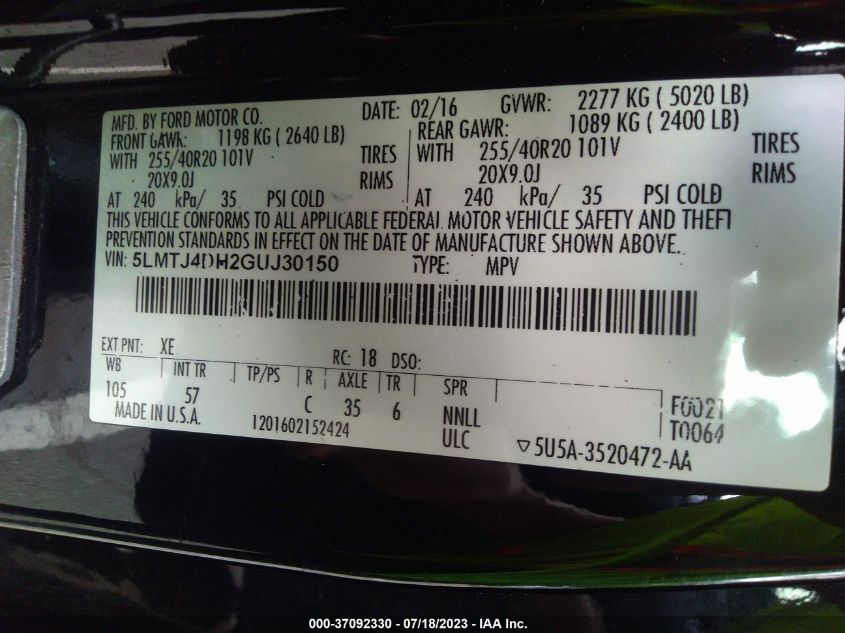 MFD. BY FORD MOTOR CO.
DATE: 02/16 GVWR: 2277 KG ( 5020 LB)
FRONT GAWR: 1198 KG ( 2640 LB)
REAR GAWR: 1089 KG ( 2400 LB)
WITH 255/40R20 101V TIRES
WITH 255/40R20 101V TIRES
20X9.0J RIMS
20X9.0J RIMS
AT 240 kPa/ 35 PSI COLD
AT 240 kPa/ 35 PSI COLD
THIS VEHICLE CONFORMS TO ALL APPLICABLE FEDERAL MOTOR VEHICLE SAFETY AND THEFT
PREVENTION STANDARDS IN EFFECT ON THE DATE OF MANUFACTURE SHOWN ABOVE.
VIN: 5LMTJ4DH2GUJ30150 TYPE: MPV
EXT PNT: XE RC: 18 DSO:
WB INT TR TP/PS R AXLE TR SPR
105 57 C 35 6 NNLL F0021
MADE IN U.S.A. 1201602152424 ULC T0064
▽5U5A-3520472-AA
000-37092330 - 07/18/2023 - IAA Inc.